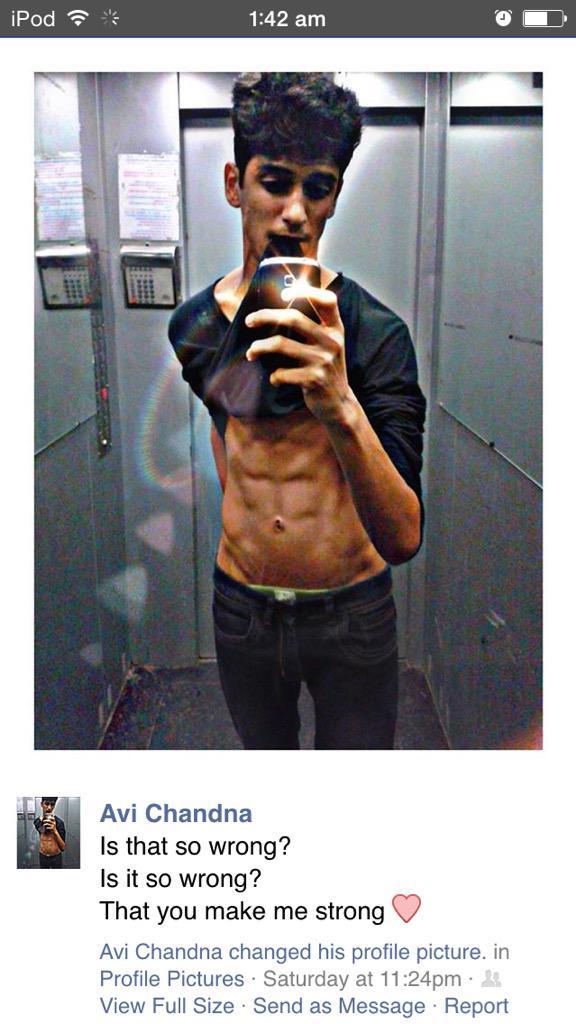 iPod 1:42 am
Avi Chandna
Is that so wrong?
Is it so wrong?
That you make me strong
Avi Chandna changed his profile picture. in
Profile Pictures · Saturday at 11:24pm ·
View Full Size · Send as Message · Report